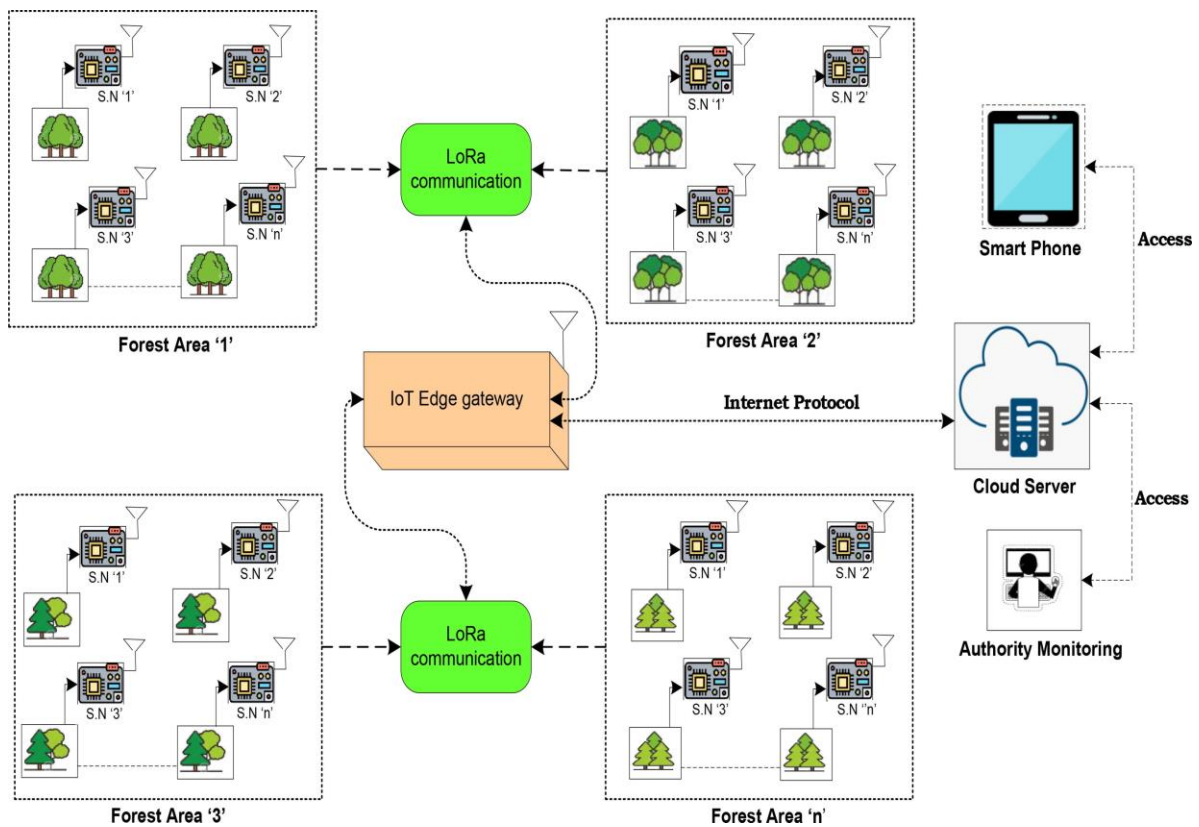 S.N '1'
S.N '2'
S.N '3'
S.N 'n'
Forest Area '1'
LoRa
communication
S.N '1'
S.N '2'
S.N '3'
S.N 'n'
Forest Area '2'
Smart Phone
Access
IoT Edge gateway
Internet Protocol
Cloud Server
Access
Authority Monitoring
S.N '1'
S.N '2'
S.N '3'
S.N 'n'
Forest Area '3'
LoRa
communication
S.N '1'
S.N '2'
S.N '3'
S.N ''n'
Forest Area 'n'